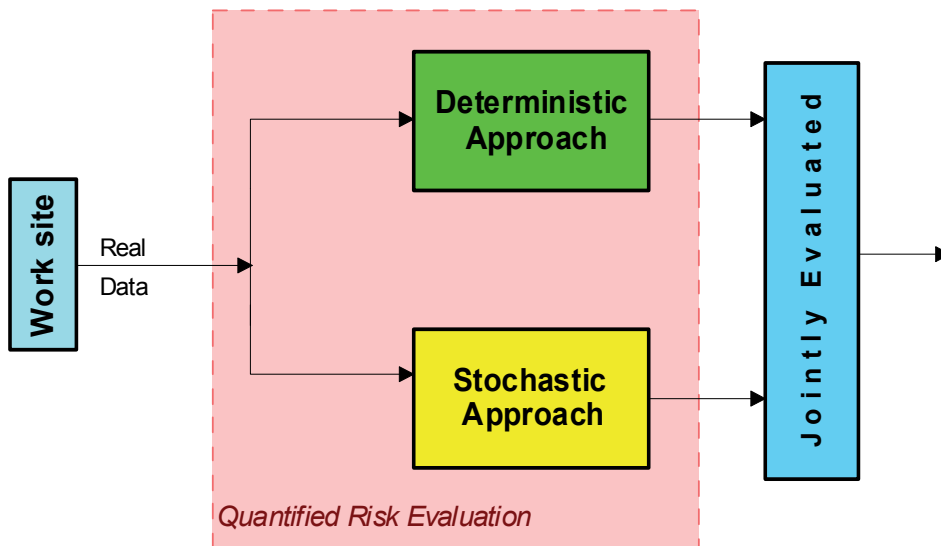 Work site
Real
Data
Deterministic
Approach
Stochastic
Approach
Quantified Risk Evaluation
Jointly Evaluated